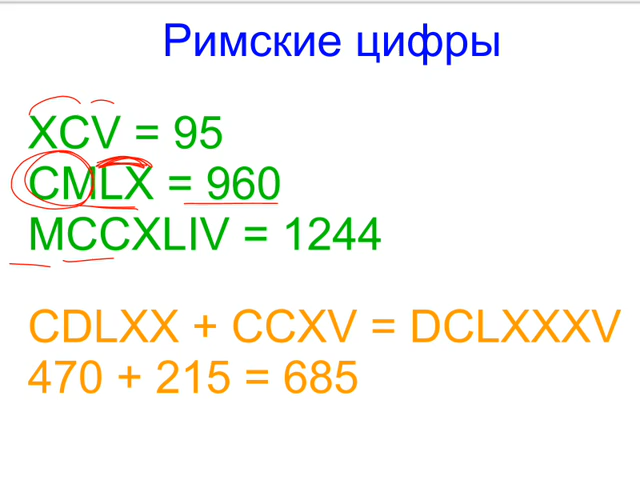 Римские цифры
XCV = 95
CMLX = 960
MCCXLIV = 1244
CDLXX + CCXV = DCLXXXV
470 + 215 = 685